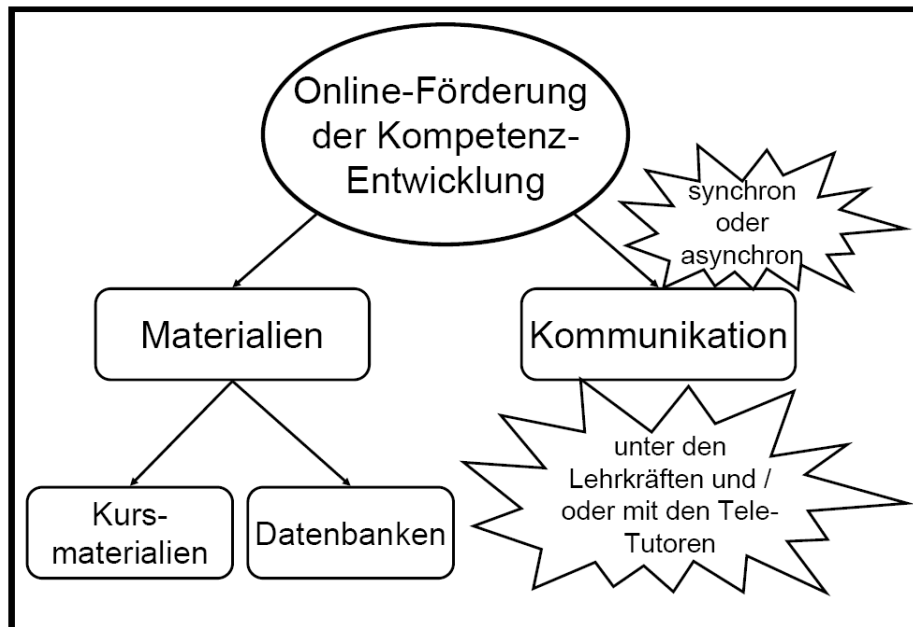 Online-Förderung
der Kompetenz-
Entwicklung
synchron
oder
asynchron
Materialien
Kommunikation
unter den
Lehrkräften und /
oder mit den Tele-
Tutoren
Kurs-
materialien
Datenbanken